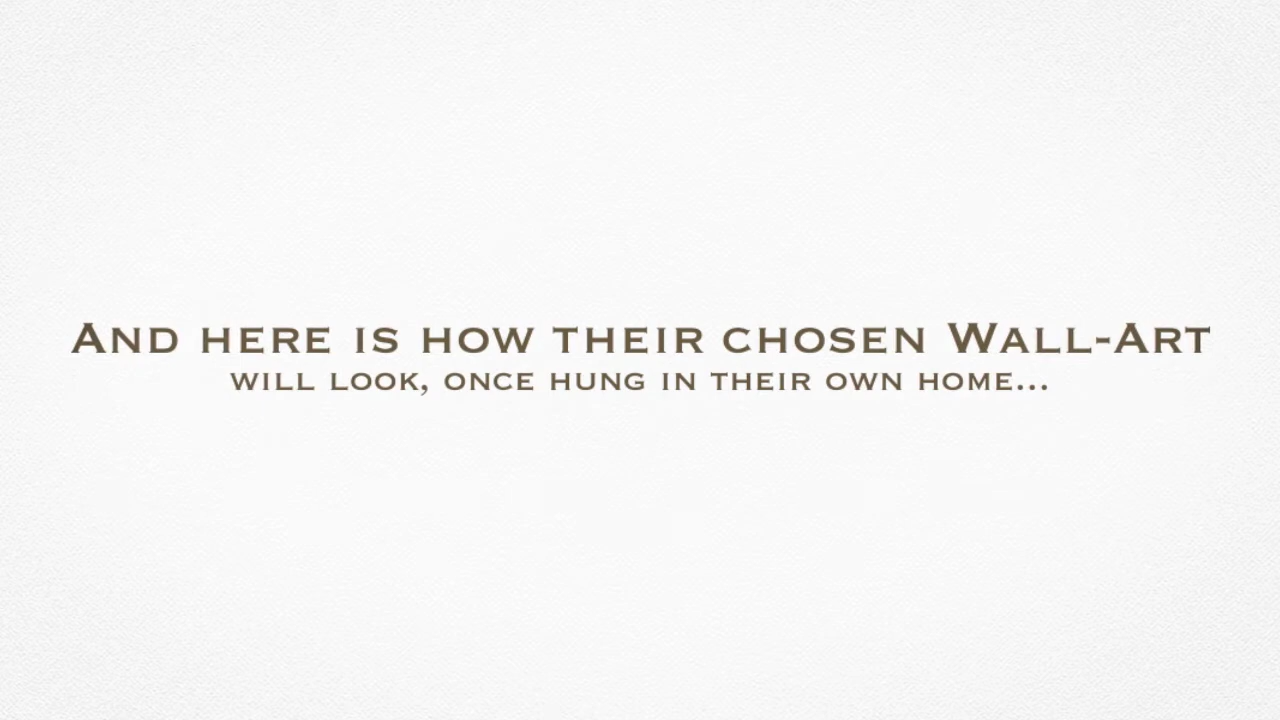 And here is how their chosen Wall-Art
will look, once hung in their own home...